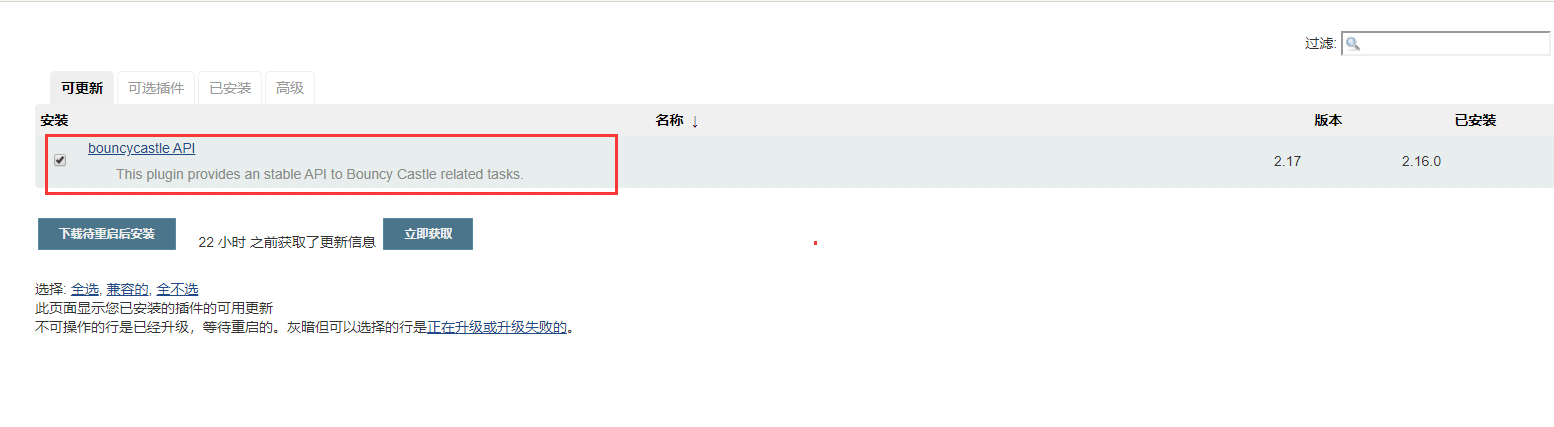 过滤:
可更新 可选插件 已安装 高级
安装 名称 ↓ 版本 已安装
bouncycastle API
This plugin provides an stable API to Bouncy Castle related tasks.
2.17 2.16.0
下载待重启后安装 22 小时 之前获取了更新信息 立即获取
选择: 全选, 兼容的, 全不选
此页面显示您已安装的插件的可用更新
不可操作的行是已经升级，等待重启的。灰暗但可以选择的行是正在升级或升级失败的。